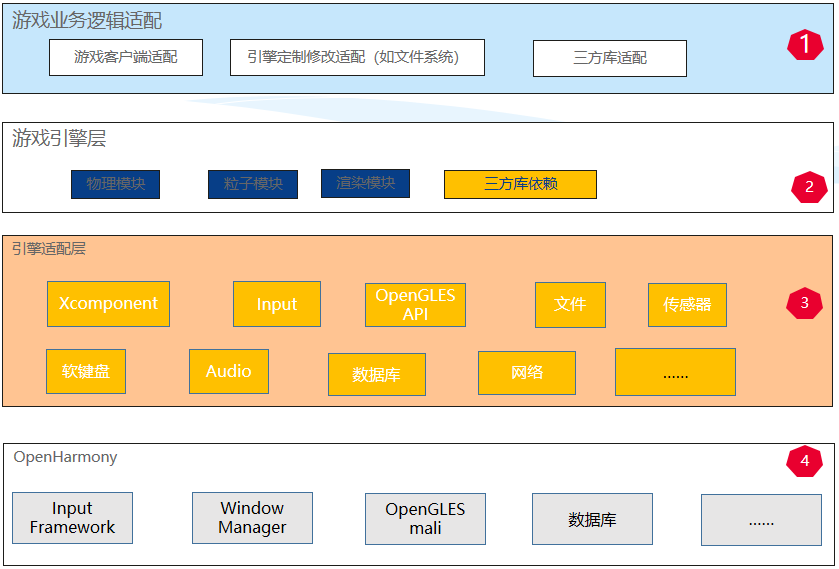 游戏业务逻辑适配
游戏客户端适配
引擎定制修改适配（如文件系统）
三方库适配
1
游戏引擎层
物理模块
粒子模块
渲染模块
三方库依赖
2
引擎适配层
Xcomponent
Input
OpenGLES
API
文件
传感器
3
软键盘
Audio
数据库
网络
......
OpenHarmony
4
Input
Framework
Window
Manager
OpenGLES
mali
数据库
......